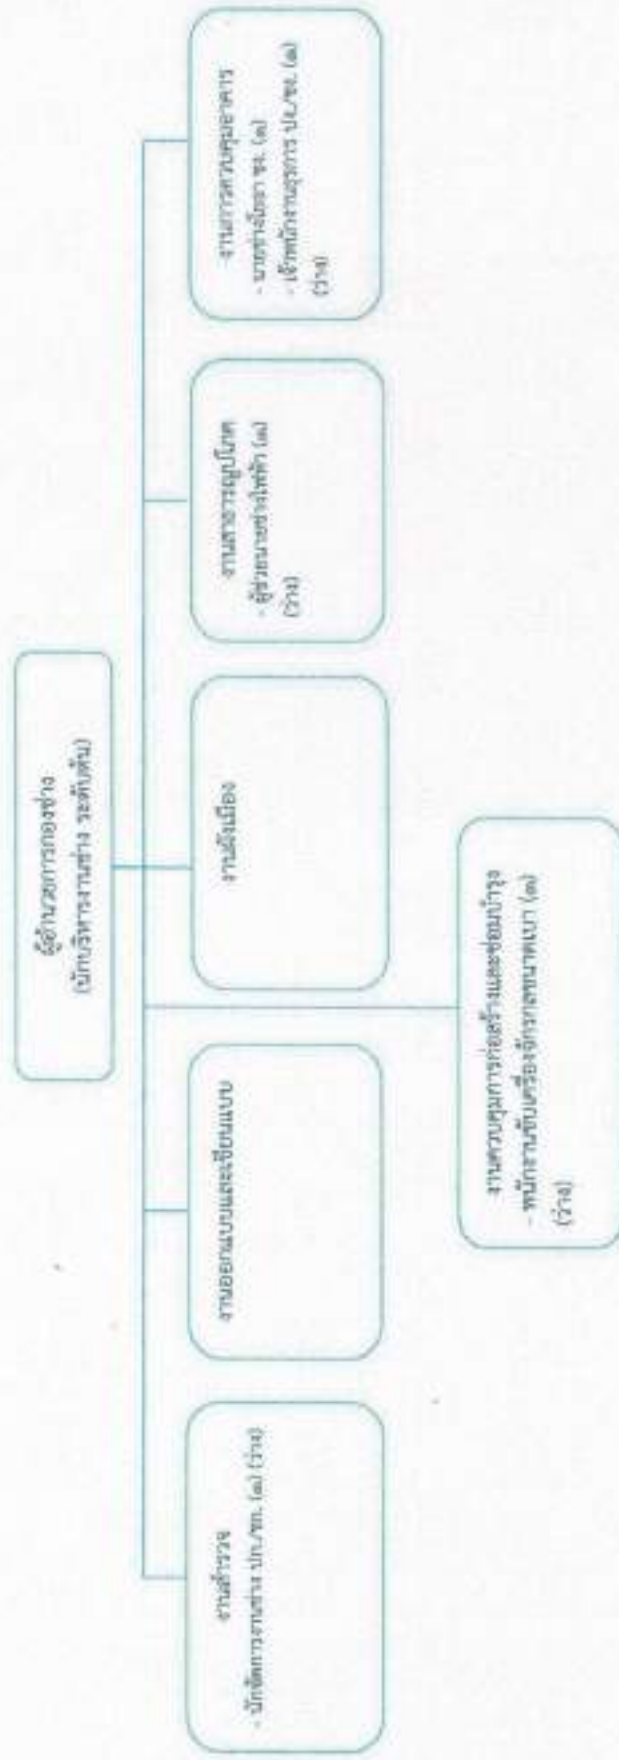 ผู้อำนวยการกองช่าง
(นักบริหารงานช่าง ระดับต้น)
งานสำรวจ
- นักจัดการงานช่าง ปก./ชก. (๑) (ว่าง)
งานออกแบบและเขียนแบบ
งานผังเมือง
งานสาธารณูปโภค
- ผู้ช่วยนายช่างไฟฟ้า (๑)
(ว่าง)
งานการควบคุมอาคาร
- นายช่างโยธา ชง. (๑)
- เจ้าพนักงานธุรการ ปง./ชง. (๑)
(ว่าง)
งานควบคุมการก่อสร้างและซ่อมบำรุง
- พนักงานขับเครื่องจักรกลขนาดเบา (๑)
(ว่าง)